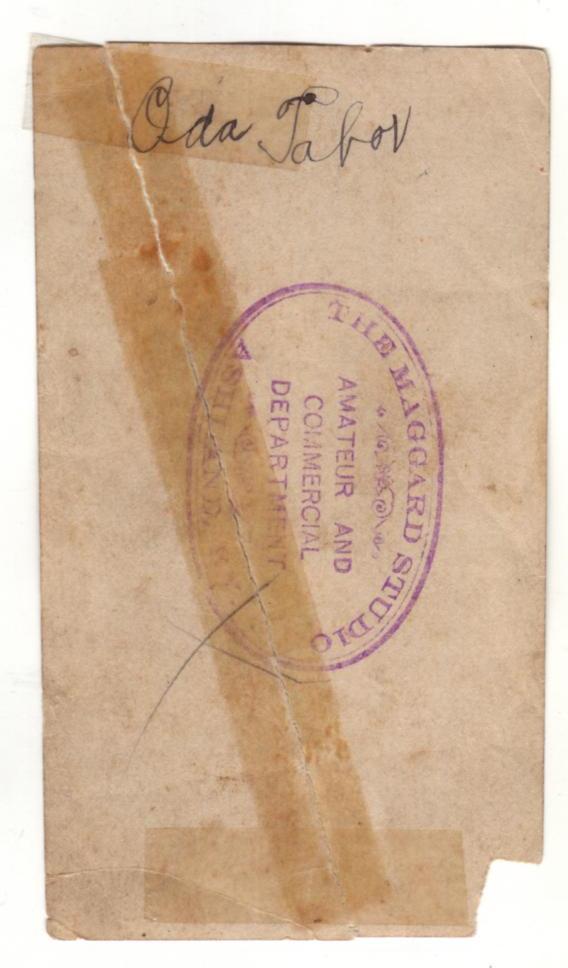 Oda Tabor
THE MAGGARD STUDIO
AMATEUR AND
COMMERCIAL
DEPARTMENT
ASHLAND, KY.